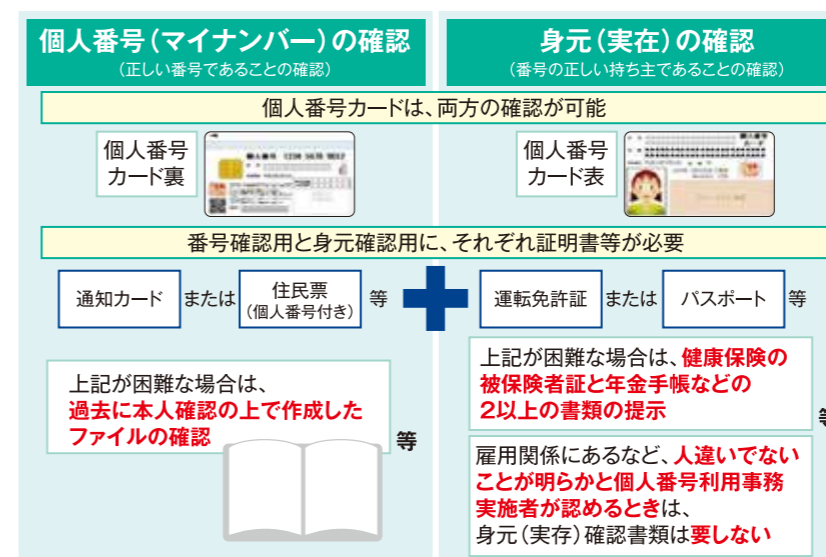 個人番号（マイナンバー）の確認
（正しい番号であることの確認）
身元（実在）の確認
（番号の正しい持ち主であることの確認）
個人番号カードは、両方の確認が可能
個人番号
カード裏
個人番号
カード表
番号確認用と身元確認用に、それぞれ証明書等が必要
通知カード または 住民票
（個人番号付き） 等
運転免許証 または パスポート 等
上記が困難な場合は、
過去に本人確認の上で作成した
ファイルの確認
等
上記が困難な場合は、健康保険の
被保険者証と年金手帳などの
2以上の書類の提示
等
雇用関係にあるなど、人違いでない
ことが明らかと個人番号利用事務
実施者が認めるときは、
身元（実存）確認書類は要しない